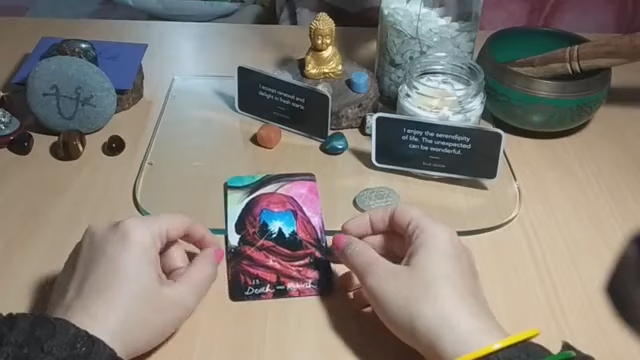 I accept renewal and
delight in fresh starts
I enjoy the serendipity
of life. The unexpected
can be wonderful.
Death — Rebirth